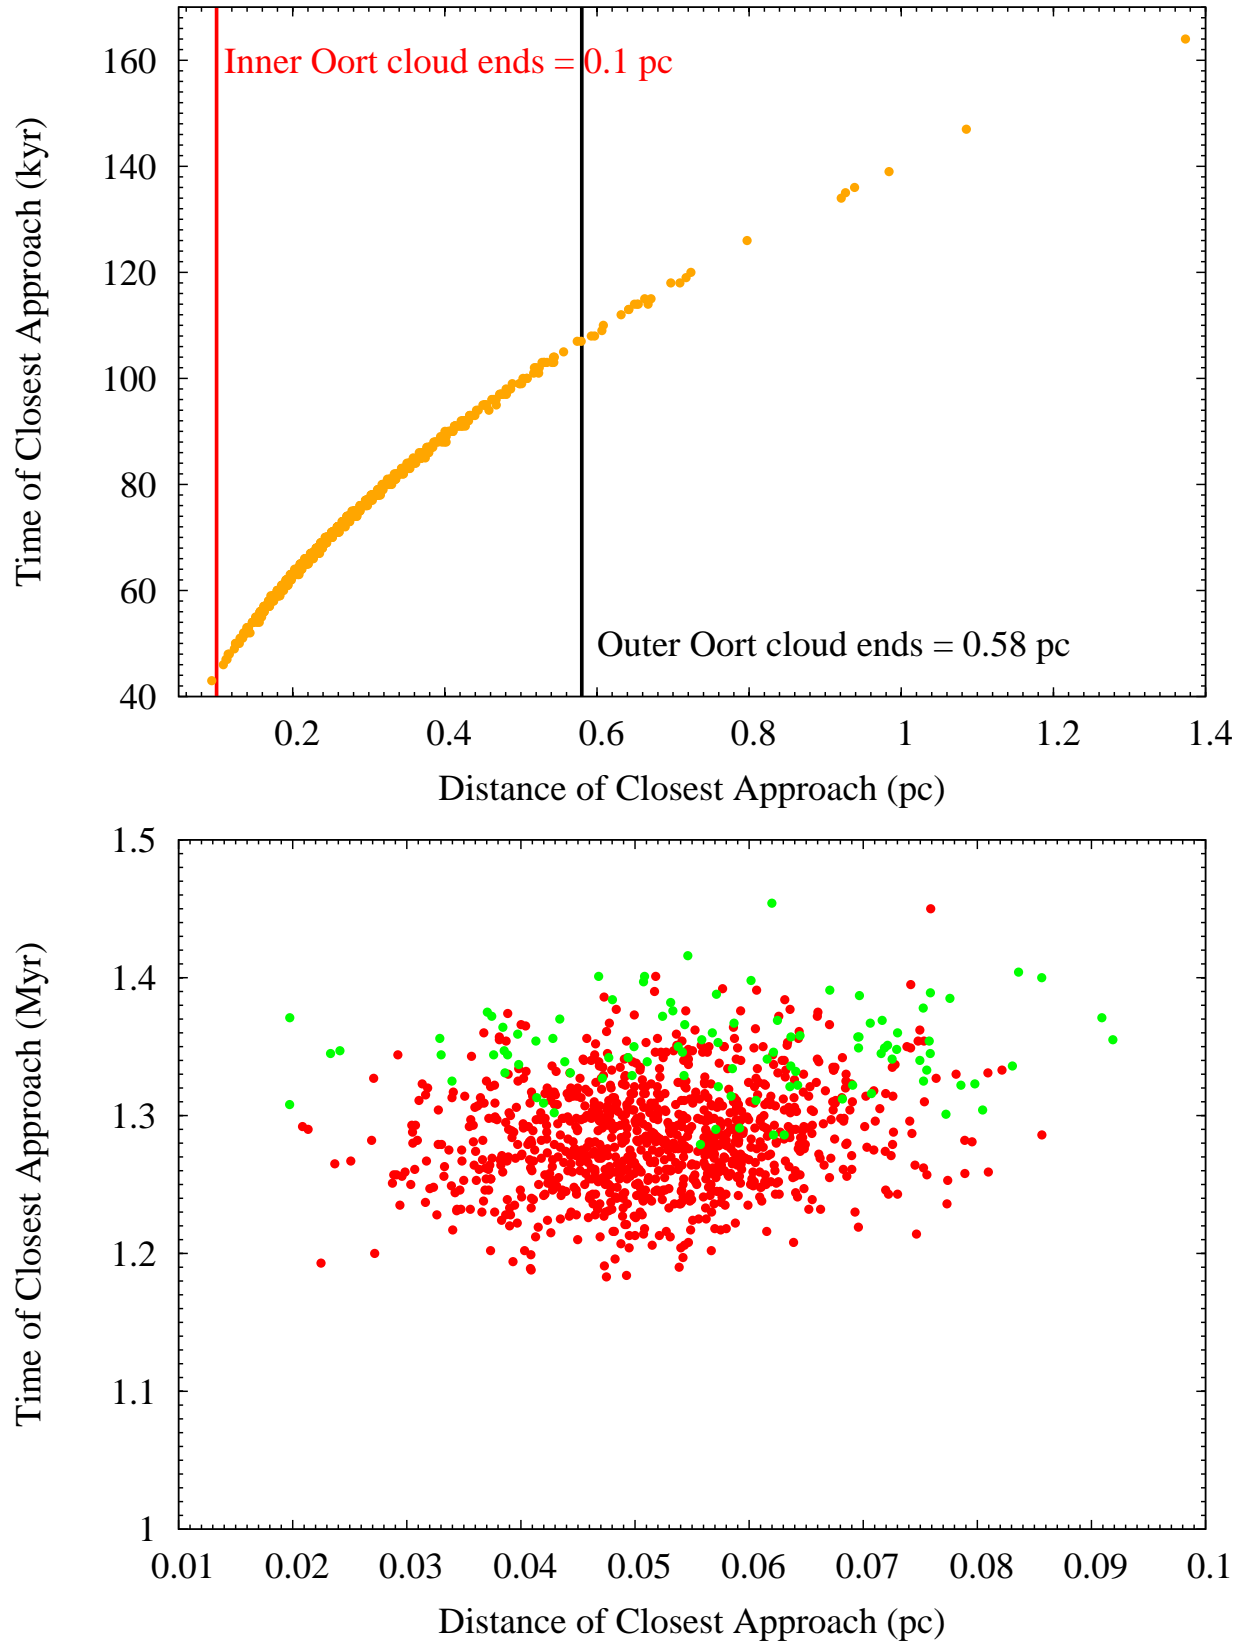 160
140
120
100
80
60
40
Time of Closest Approach (kyr)
Inner Oort cloud ends = 0.1 pc
Outer Oort cloud ends = 0.58 pc
0.2 0.4 0.6 0.8 1 1.2 1.4
Distance of Closest Approach (pc)
1.5
1.4
1.3
1.2
1.1
1
Time of Closest Approach (Myr)
0.01 0.02 0.03 0.04 0.05 0.06 0.07 0.08 0.09 0.1
Distance of Closest Approach (pc)